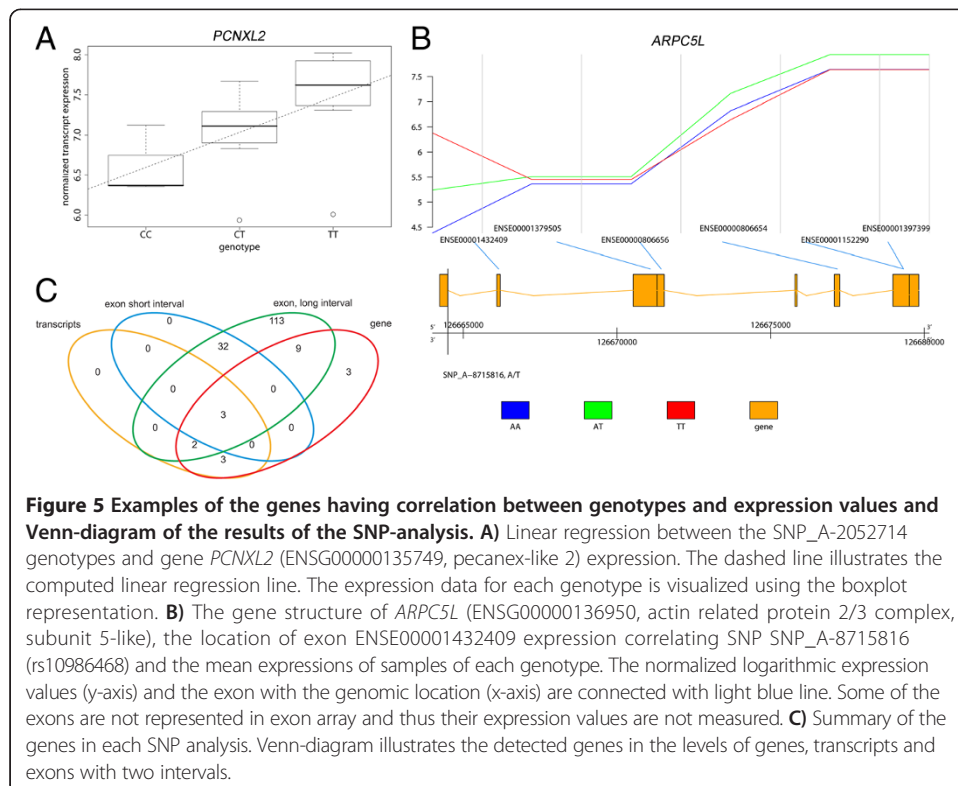 A
PCNXL2
8.0
7.5
7.0
6.5
6.0
normalized transcript expression
CC CT TT
genotype
B
ARPC5L
7.5
7
6.5
6
5.5
5
4.5
ENSE00001432409
ENSE00001379505
ENSE00000806656
ENSE00000806654
ENSE00001152290
ENSE00001397399
5'
3'
126665000 126670000 126675000 126688000
3'
5'
SNP_A-8715816, A/T
AA AT TT gene
C
exon short interval
exon, long interval
transcripts
gene
0 113
0 32 9
0 3
0 0
3
0 0
2 0
3
Figure 5 Examples of the genes having correlation between genotypes and expression values and
Venn-diagram of the results of the SNP-analysis. A) Linear regression between the SNP_A-2052714
genotypes and gene PCNXL2 (ENSG00000135749, pecanex-like 2) expression. The dashed line illustrates the
computed linear regression line. The expression data for each genotype is visualized using the boxplot
representation. B) The gene structure of ARPC5L (ENSG00000136950, actin related protein 2/3 complex,
subunit 5-like), the location of exon ENSE00001432409 expression correlating SNP SNP_A-8715816
(rs10986468) and the mean expressions of samples of each genotype. The normalized logarithmic expression
values (y-axis) and the exon with the genomic location (x-axis) are connected with light blue line. Some of the
exons are not represented in exon array and thus their expression values are not measured. C) Summary of the
genes in each SNP analysis. Venn-diagram illustrates the detected genes in the levels of genes, transcripts and
exons with two intervals.